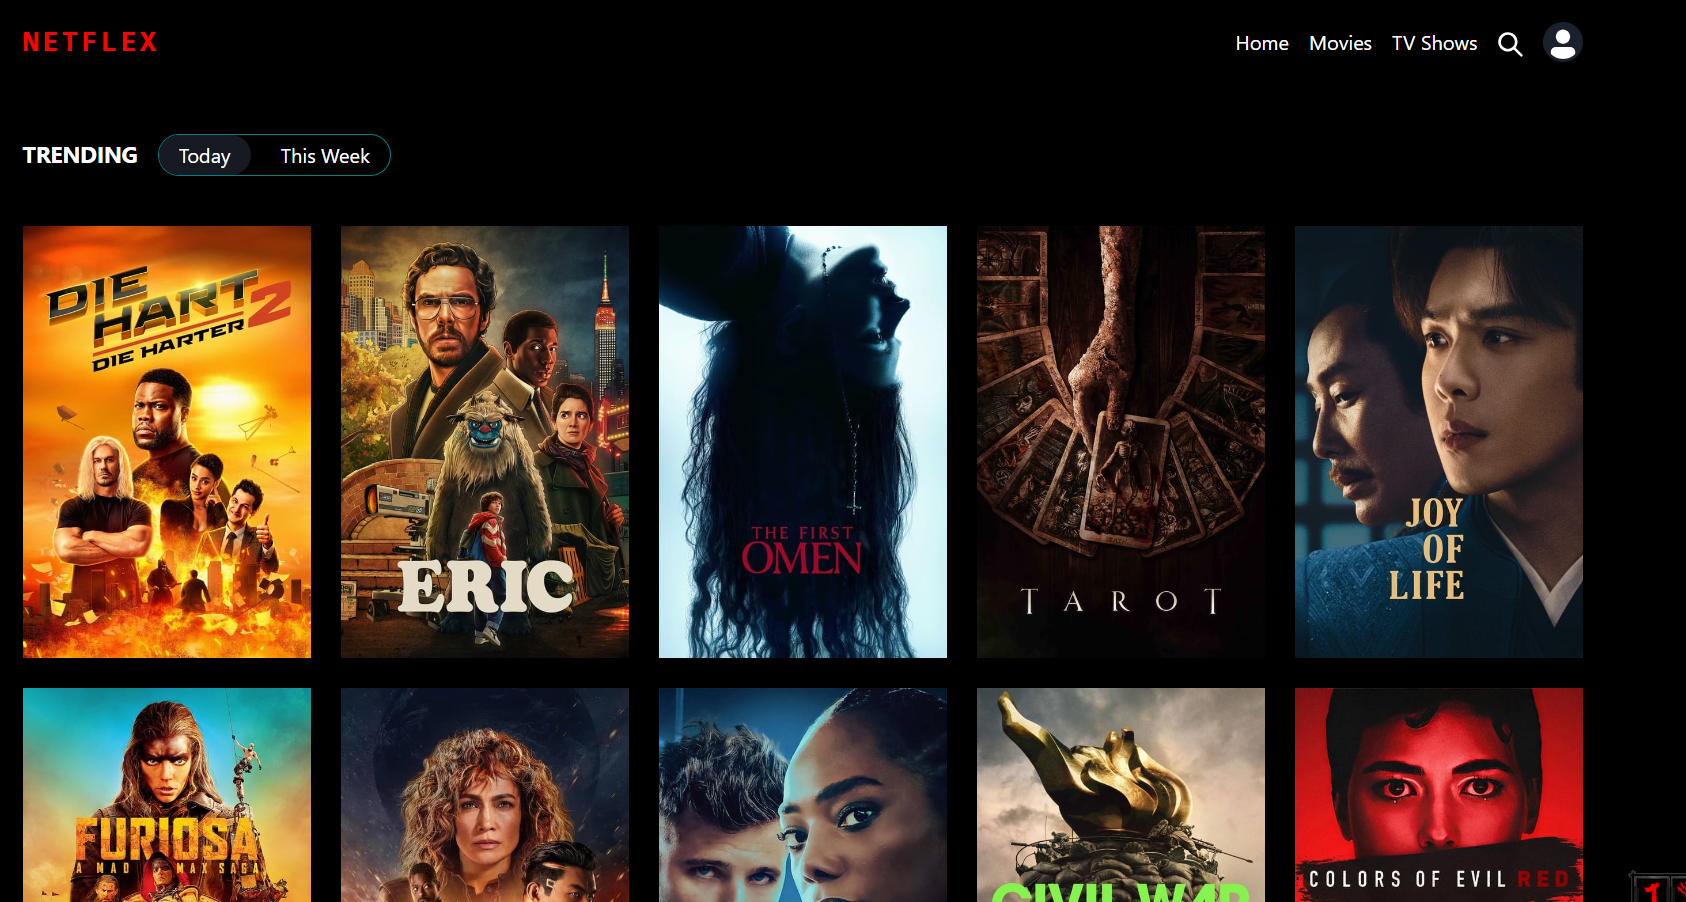 NETFLEX
Home Movies TV Shows
TRENDING Today This Week
DIE
HART 2
DIE HARTER
ERIC
THE FIRST
OMEN
TAROT
JOY
OF
LIFE
FURIOSA
A MAD MAX SAGA
CIVIL WAR
COLORS OF EVIL RED